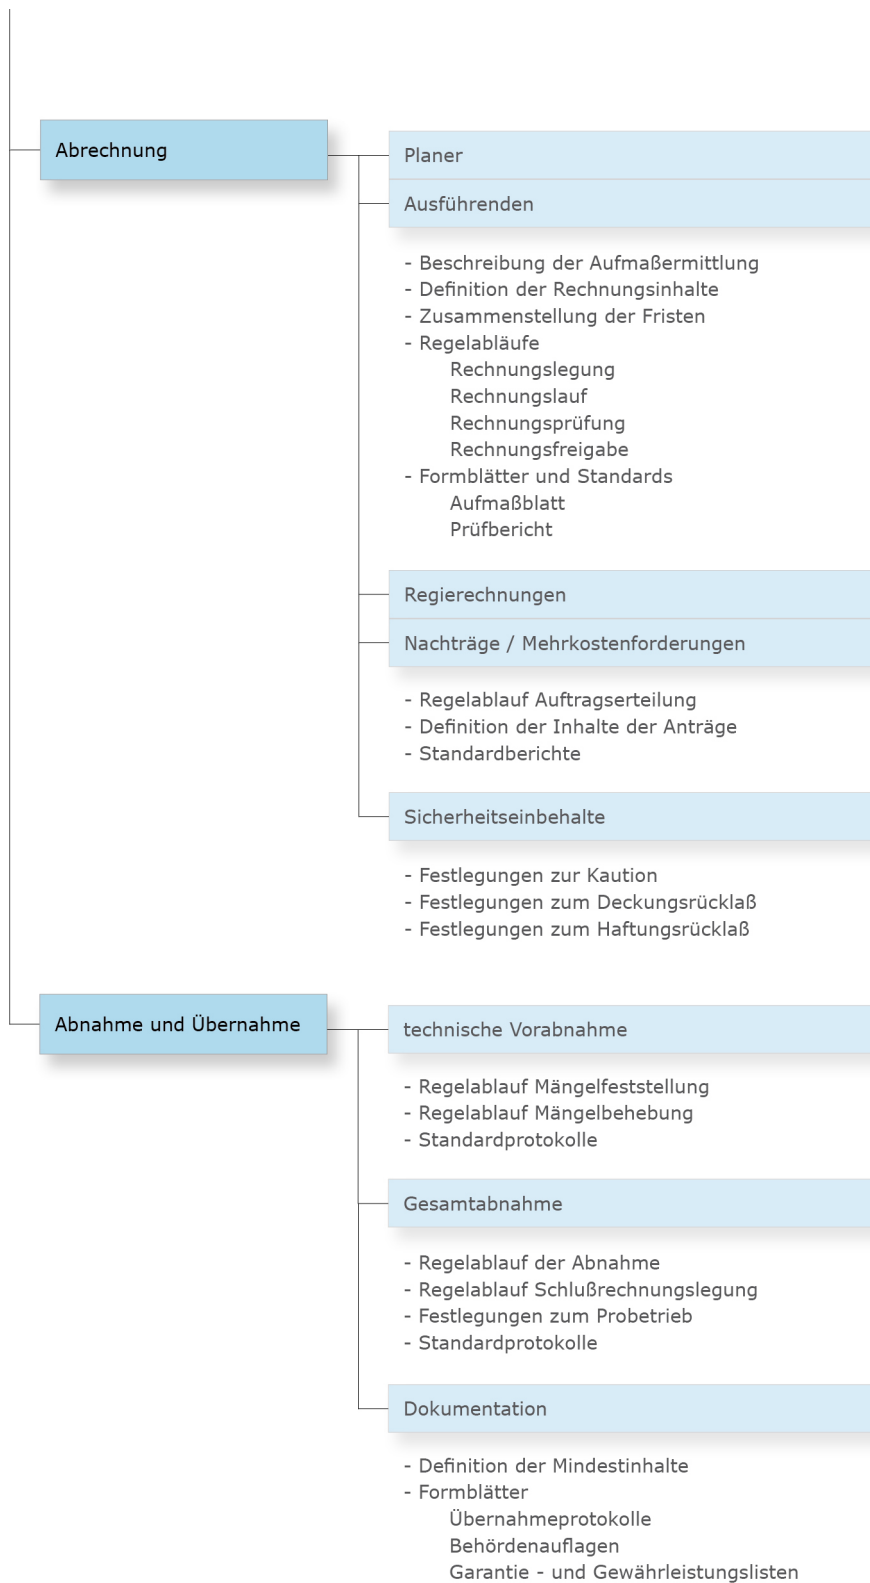 Abrechnung
Planer
Ausführenden
- Beschreibung der Aufmaßermittlung
- Definition der Rechnungsinhalte
- Zusammenstellung der Fristen
- Regelabläufe
Rechnungslegung
Rechnungslauf
Rechnungsprüfung
Rechnungsfreigabe
- Formblätter und Standards
Aufmaßblatt
Prüfbericht
Regierechnungen
Nachträge / Mehrkostenforderungen
- Regelablauf Auftragserteilung
- Definition der Inhalte der Anträge
- Standardberichte
Sicherheitseinbehalte
- Festlegungen zur Kaution
- Festlegungen zum Deckungsrücklaß
- Festlegungen zum Haftungsrücklaß
Abnahme und Übernahme
technische Vorabnahme
- Regelablauf Mängelfeststellung
- Regelablauf Mängelbehebung
- Standardprotokolle
Gesamtabnahme
- Regelablauf der Abnahme
- Regelablauf Schlußrechnungslegung
- Festlegungen zum Probetrieb
- Standardprotokolle
Dokumentation
- Definition der Mindestinhalte
- Formblätter
Übernahmeprotokolle
Behördenauflagen
Garantie - und Gewährleistungslisten